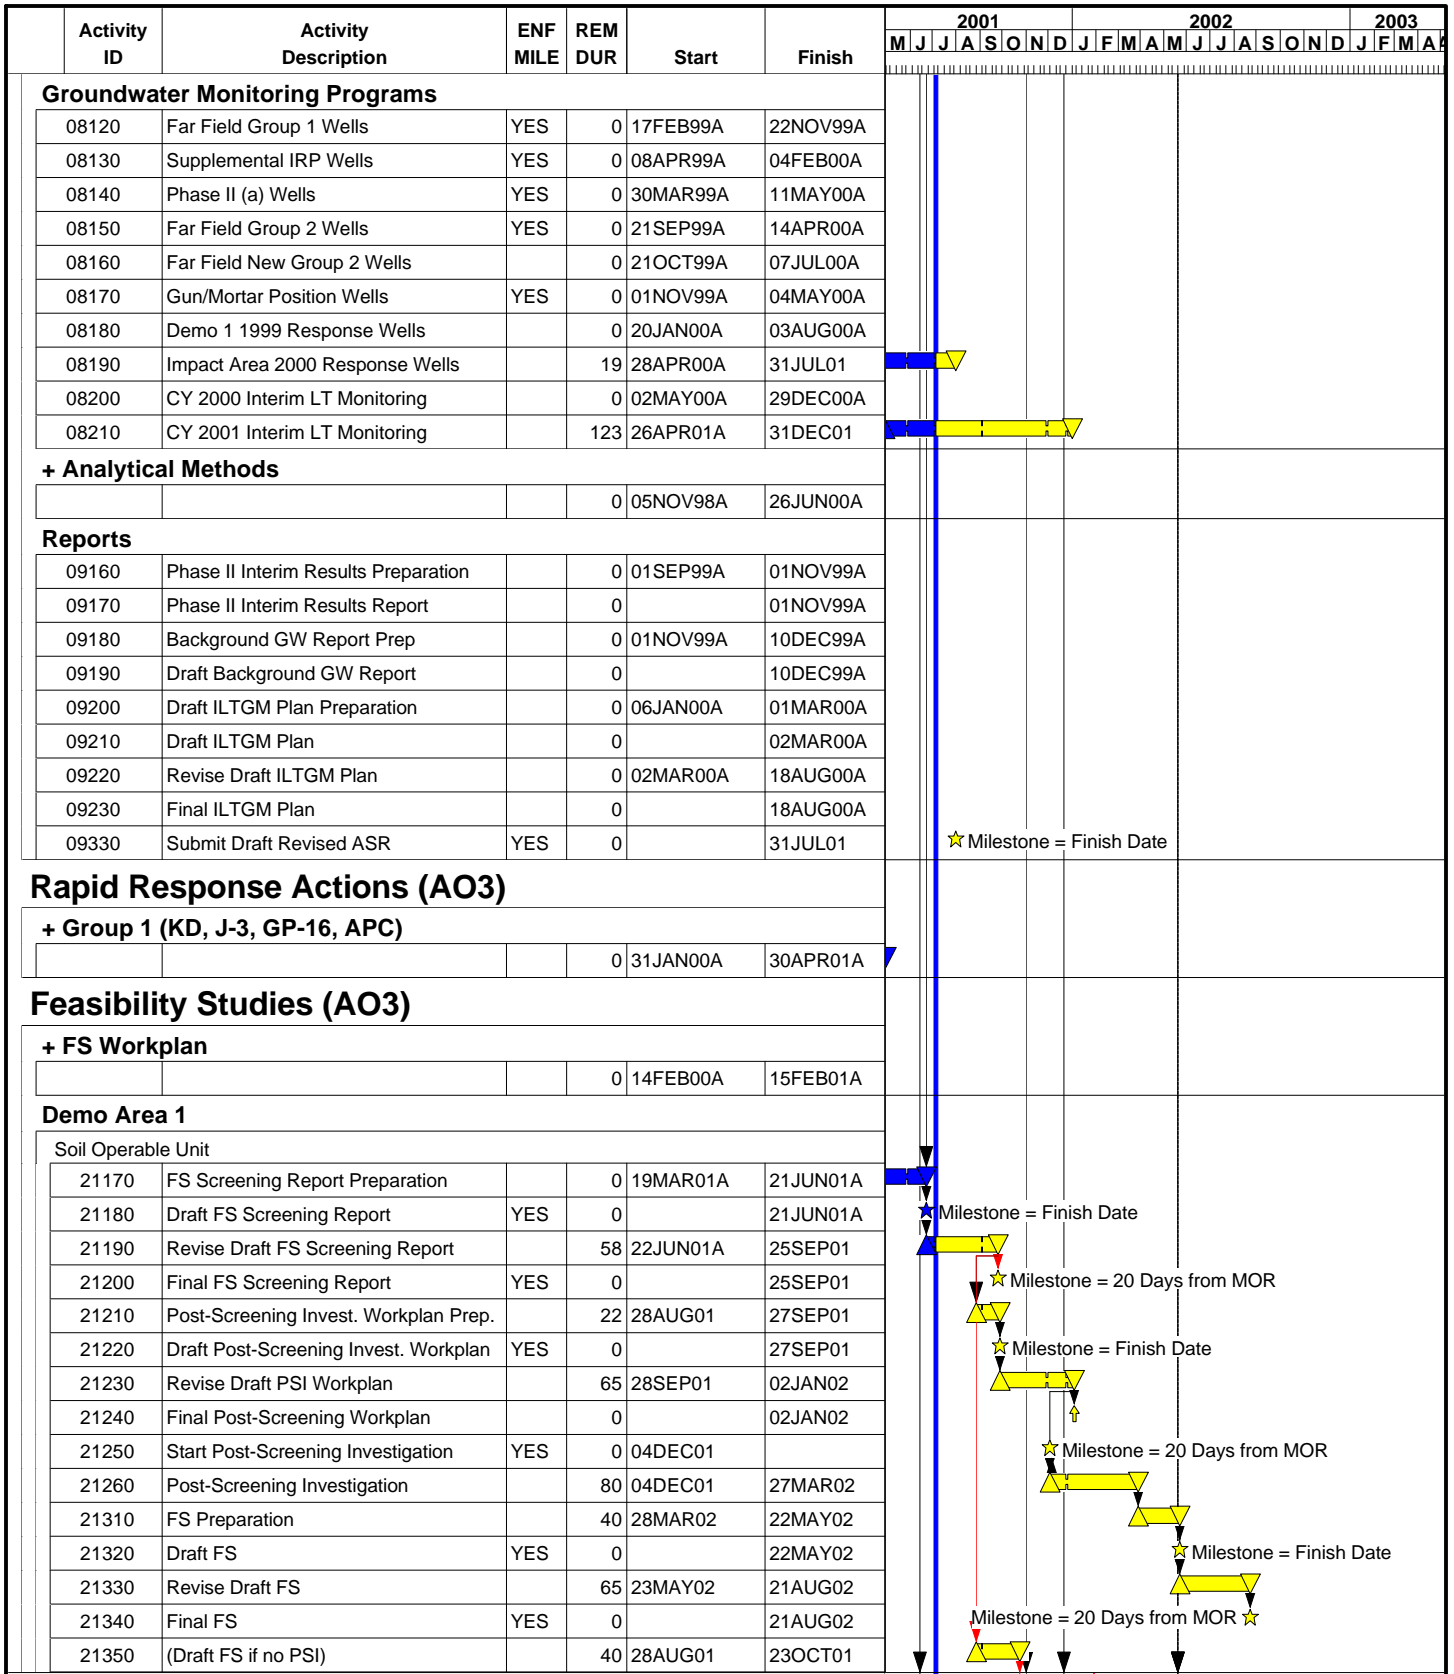 Activity ID Activity Description ENF MILE REM DUR Start Finish 2001 2002 2003
M J J A S O N D J F M A M J J A S O N D J F M A
Groundwater Monitoring Programs
08120 Far Field Group 1 Wells YES 0 17FEB99A 22NOV99A
08130 Supplemental IRP Wells YES 0 08APR99A 04FEB00A
08140 Phase II (a) Wells YES 0 30MAR99A 11MAY00A
08150 Far Field Group 2 Wells YES 0 21SEP99A 14APR00A
08160 Far Field New Group 2 Wells 0 21OCT99A 07JUL00A
08170 Gun/Mortar Position Wells YES 0 01NOV99A 04MAY00A
08180 Demo 1 1999 Response Wells 0 20JAN00A 03AUG00A
08190 Impact Area 2000 Response Wells 19 28APR00A 31JUL01
08200 CY 2000 Interim LT Monitoring 0 02MAY00A 29DEC00A
08210 CY 2001 Interim LT Monitoring 123 26APR01A 31DEC01
+ Analytical Methods
0 05NOV98A 26JUN00A
Reports
09160 Phase II Interim Results Preparation 0 01SEP99A 01NOV99A
09170 Phase II Interim Results Report 0 01NOV99A
09180 Background GW Report Prep 0 01NOV99A 10DEC99A
09190 Draft Background GW Report 0 10DEC99A
09200 Draft ILTGM Plan Preparation 0 06JAN00A 01MAR00A
09210 Draft ILTGM Plan 0 02MAR00A
09220 Revise Draft ILTGM Plan 0 02MAR00A 18AUG00A
09230 Final ILTGM Plan 0 18AUG00A
09330 Submit Draft Revised ASR YES 0 31JUL01 Milestone = Finish Date
Rapid Response Actions (AO3)
+ Group 1 (KD, J-3, GP-16, APC)
0 31JAN00A 30APR01A
Feasibility Studies (AO3)
+ FS Workplan
0 14FEB00A 15FEB01A
Demo Area 1
Soil Operable Unit
21170 FS Screening Report Preparation 0 19MAR01A 21JUN01A
21180 Draft FS Screening Report YES 0 21JUN01A Milestone = Finish Date
21190 Revise Draft FS Screening Report 58 22JUN01A 25SEP01
21200 Final FS Screening Report YES 0 25SEP01 Milestone = 20 Days from MOR
21210 Post-Screening Invest. Workplan Prep. 22 28AUG01 27SEP01
21220 Draft Post-Screening Invest. Workplan YES 0 27SEP01 Milestone = Finish Date
21230 Revise Draft PSI Workplan 65 28SEP01 02JAN02
21240 Final Post-Screening Workplan 0 02JAN02
21250 Start Post-Screening Investigation YES 0 04DEC01 Milestone = 20 Days from MOR
21260 Post-Screening Investigation 80 04DEC01 27MAR02
21310 FS Preparation 40 28MAR02 22MAY02
21320 Draft FS YES 0 22MAY02 Milestone = Finish Date
21330 Revise Draft FS 65 23MAY02 21AUG02
21340 Final FS YES 0 21AUG02 Milestone = 20 Days from MOR
21350 (Draft FS if no PSI) 40 28AUG01 23OCT01